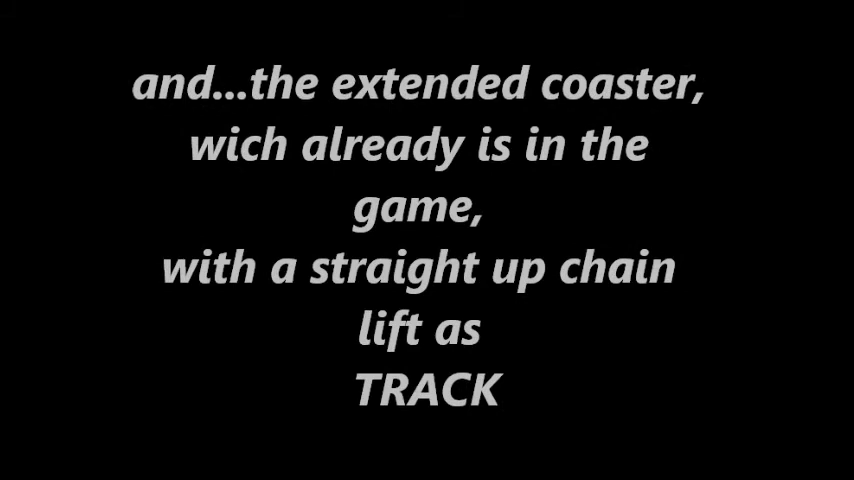 and...the extended coaster,
wich already is in the
game,
with a straight up chain
lift as
TRACK